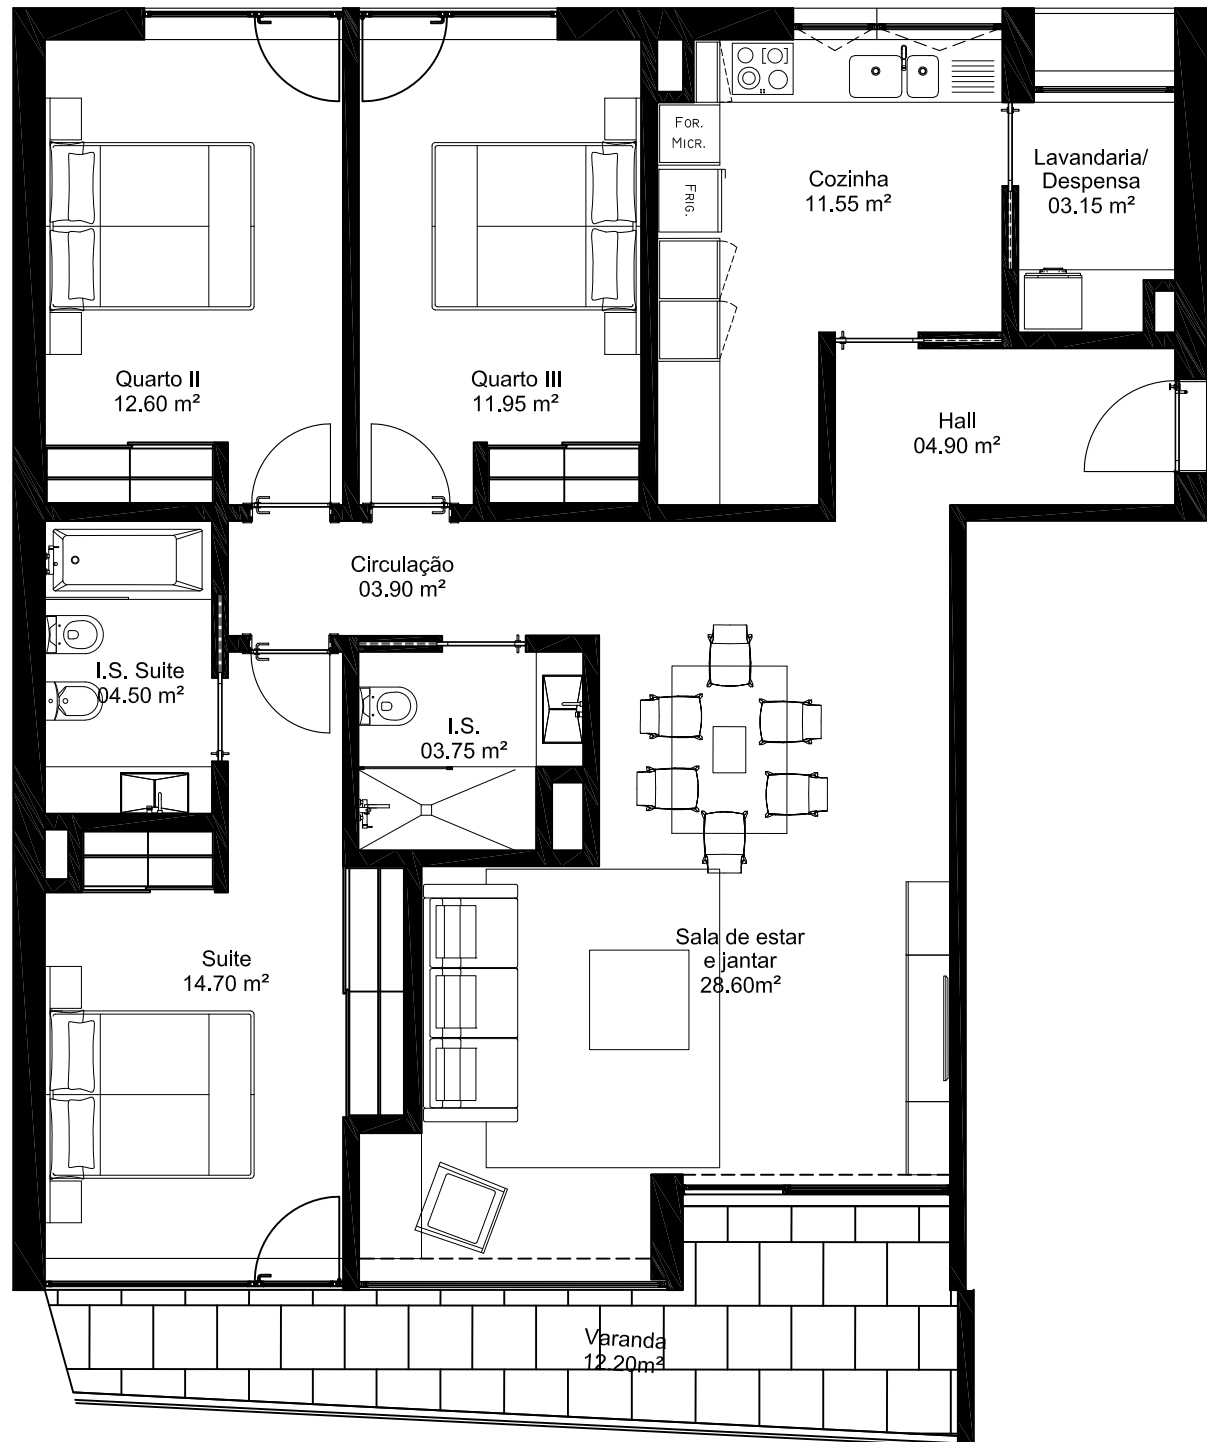 FOR.
MICR.
FRIG.
Cozinha
11.55 m²
Lavandaria/
Despensa
03.15 m²
Quarto II
12.60 m²
Quarto III
11.95 m²
Hall
04.90 m²
Circulação
03.90 m²
I.S. Suite
04.50 m²
I.S.
03.75 m²
Suite
14.70 m²
Sala de estar
e jantar
28.60m²
Varanda
12.20m²